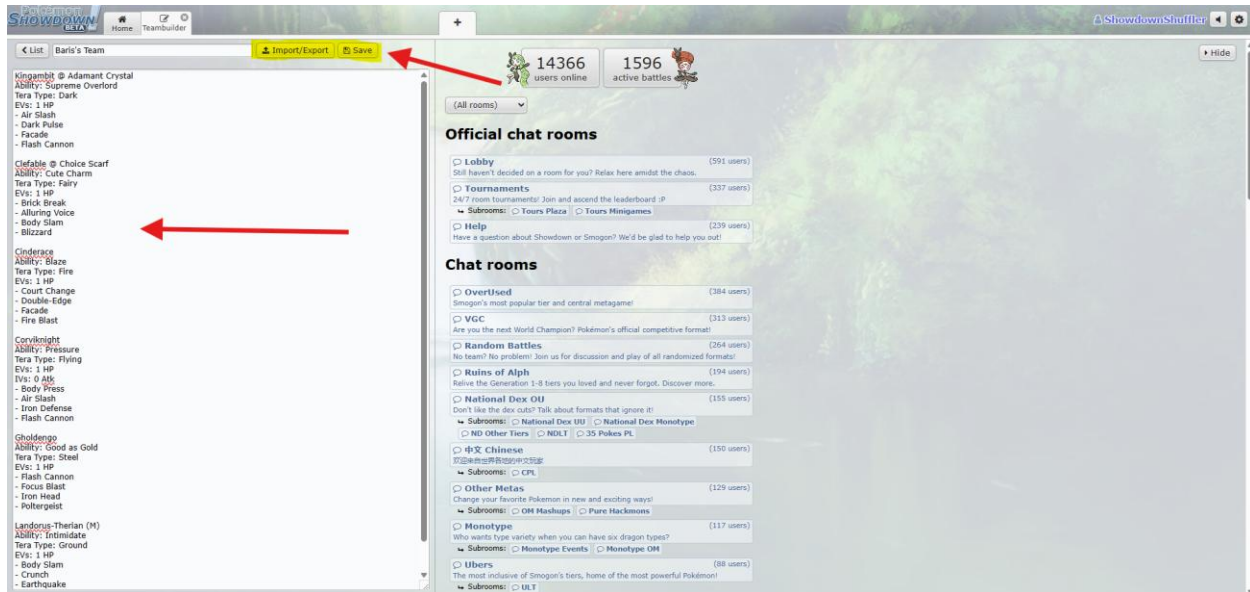 Pokémon
SHOWDOWN
BETA
Home
Teambuilder
+
ShowdownShuffler
List
Baris's Team
Import/Export
Save
Kingambit @ Adamant Crystal
Ability: Supreme Overlord
Tera Type: Dark
EVs: 1 HP
- Air Slash
- Dark Pulse
- Facade
- Flash Cannon
Clefable @ Choice Scarf
Ability: Cute Charm
Tera Type: Fairy
EVs: 1 HP
- Brick Break
- Alluring Voice
- Body Slam
- Blizzard
Cinderace
Ability: Blaze
Tera Type: Fire
EVs: 1 HP
- Court Change
- Double-Edge
- Facade
- Fire Blast
Corviknight
Ability: Pressure
Tera Type: Flying
EVs: 1 HP
IVs: 0 Atk
- Body Press
- Air Slash
- Iron Defense
- Flash Cannon
Gholdengo
Ability: Good as Gold
Tera Type: Steel
EVs: 1 HP
- Flash Cannon
- Focus Blast
- Iron Head
- Poltergeist
Landorus-Therian (M)
Ability: Intimidate
Tera Type: Ground
EVs: 1 HP
- Body Slam
- Crunch
- Earthquake
14366
users online
1596
active battles
Hide
(All rooms)
Official chat rooms
Lobby (591 users)
Still haven't decided on a room for you? Relax here amidst the chaos.
Tournaments (337 users)
24/7 room tournaments! Join and ascend the leaderboard :P
Subrooms: Tours Plaza Tours Minigames
Help (239 users)
Have a question about Showdown or Smogon? We'd be glad to help you out!
Chat rooms
OverUsed (384 users)
Smogon's most popular tier and central metagame!
VGC (313 users)
Are you the next World Champion? Pokémon's official competitive format!
Random Battles (264 users)
No team? No problem! Join us for discussion and play of all randomized formats!
Ruins of Alph (194 users)
Relive the Generation 1-8 tiers you loved and never forgot. Discover more.
National Dex OU (155 users)
Don't like the dex cuts? Talk about formats that ignore it!
Subrooms: National Dex UU National Dex Monotype
ND Other Tiers NDLT 35 Pokes PL
中文 Chinese (150 users)
欢迎来自世界各地的中文玩家
Subrooms: CPL
Other Metas (129 users)
Change your favorite Pokemon in new and exciting ways!
Subrooms: OM Mashups Pure Hackmons
Monotype (117 users)
Who wants type variety when you can have six dragon types?
Subrooms: Monotype Events Monotype OM
Ubers (88 users)
The most inclusive of Smogon's tiers, home of the most powerful Pokémon!
Subrooms: ULT